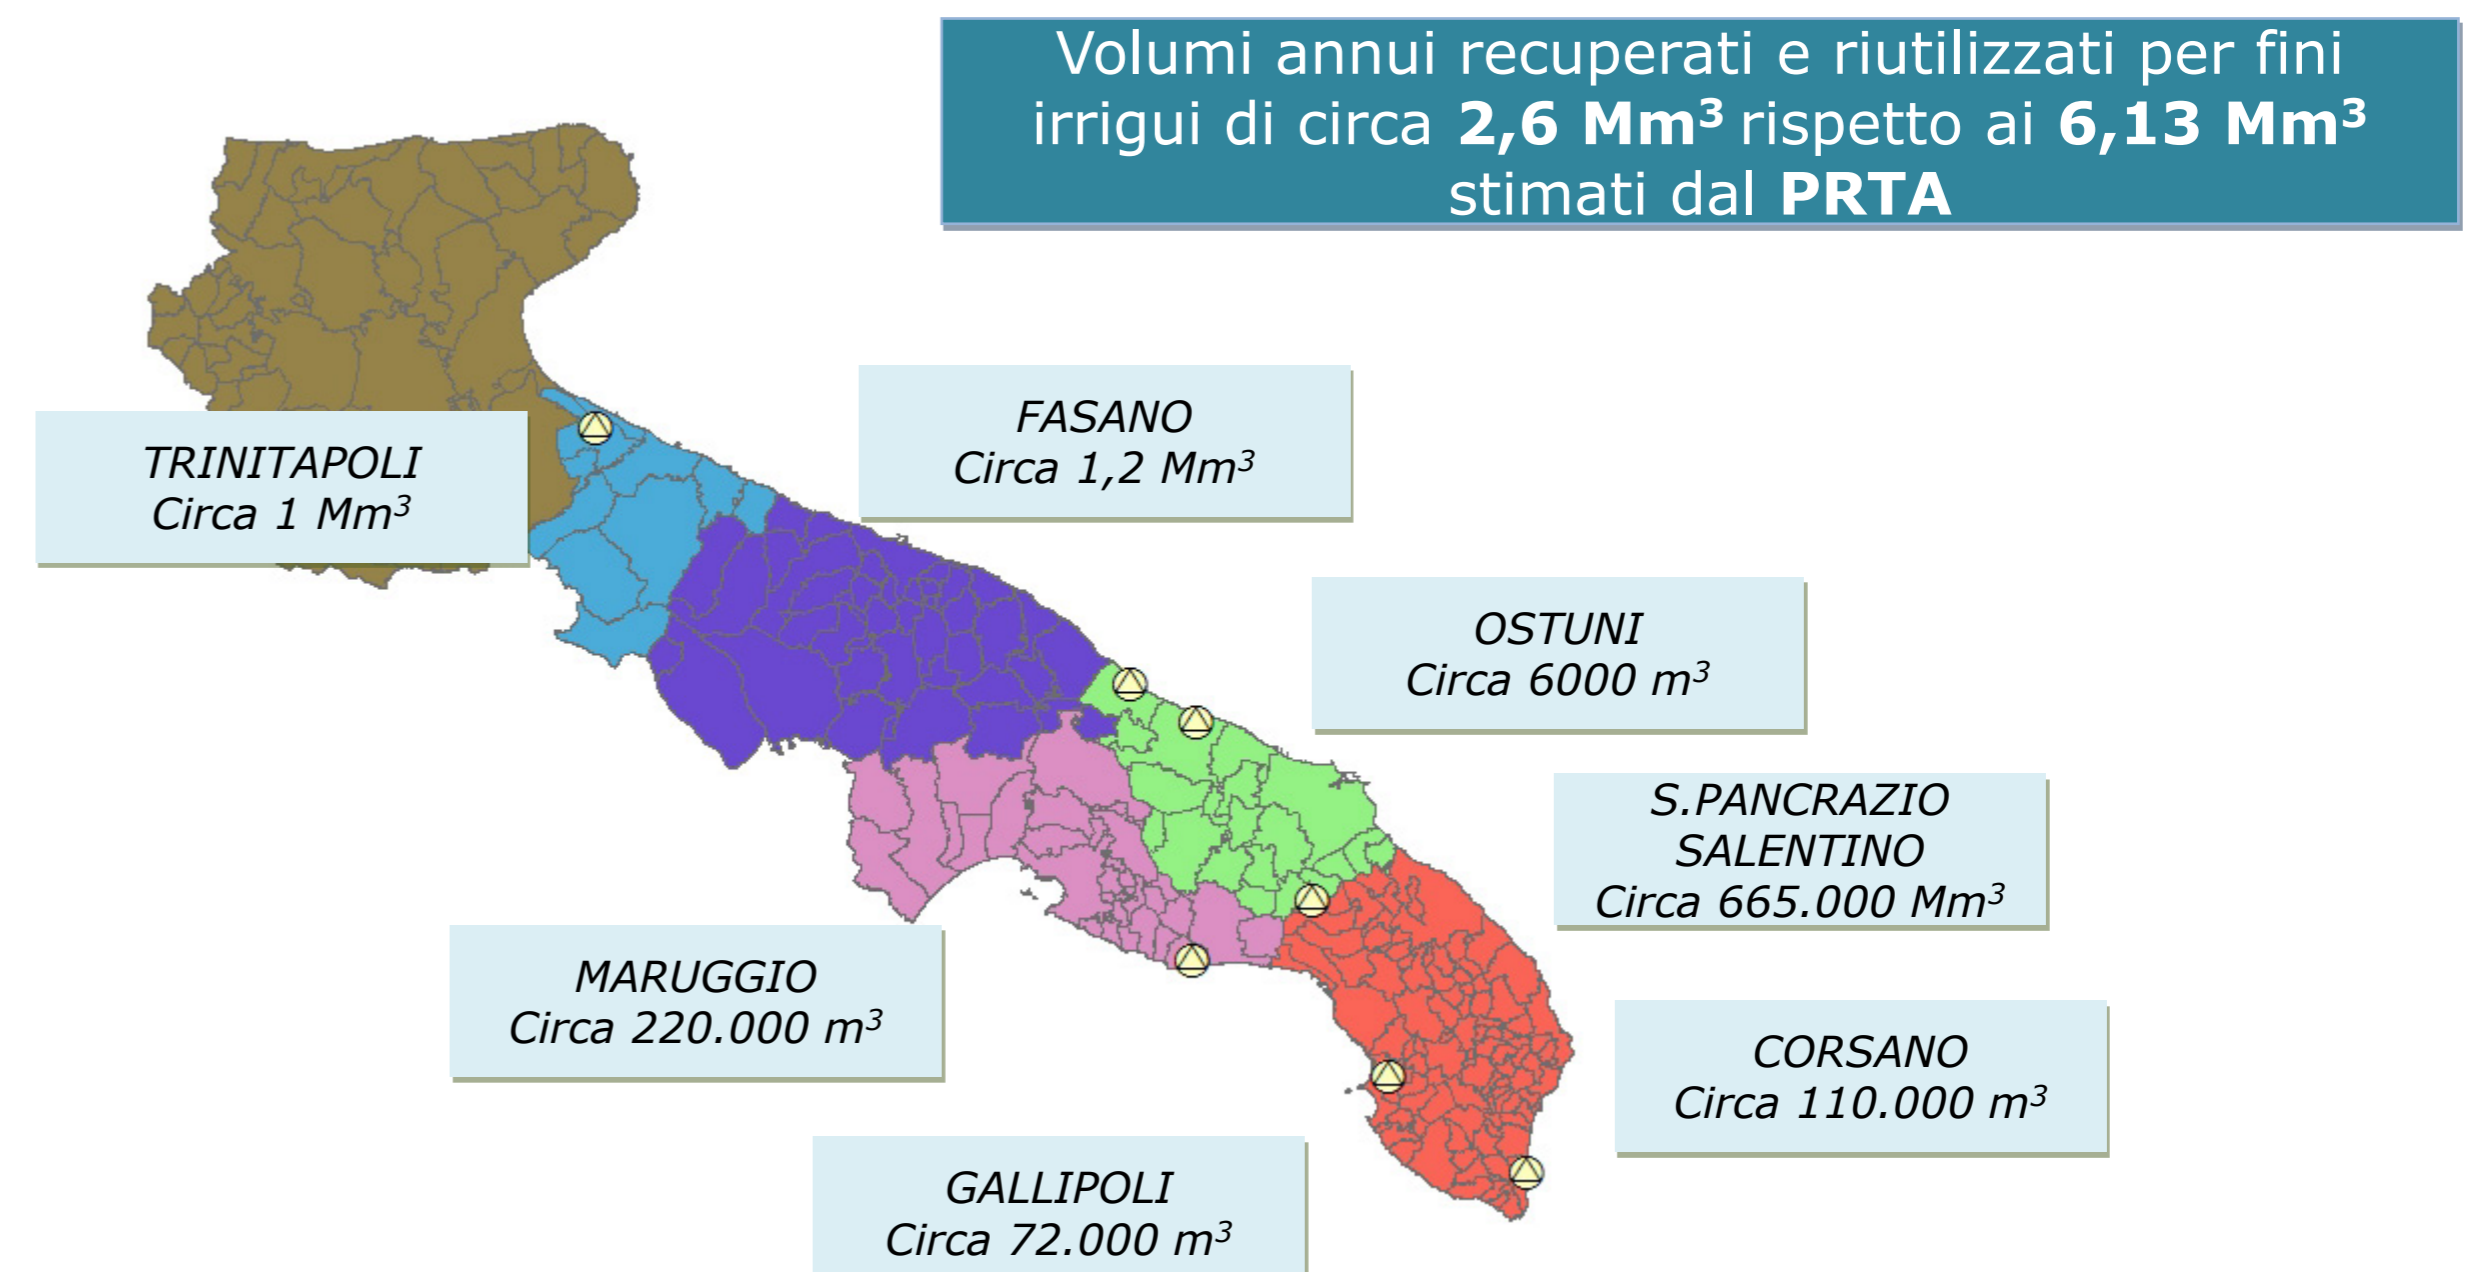 Volumi annui recuperati e riutilizzati per fini
irrigui di circa 2,6 Mm³ rispetto ai 6,13 Mm³
stimati dal PRTA
FASANO
Circa 1,2 Mm³
TRINITAPOLI
Circa 1 Mm³
OSTUNI
Circa 6000 m³
S.PANCRAZIO
SALENTINO
Circa 665.000 Mm³
MARUGGIO
Circa 220.000 m³
CORSANO
Circa 110.000 m³
GALLIPOLI
Circa 72.000 m³